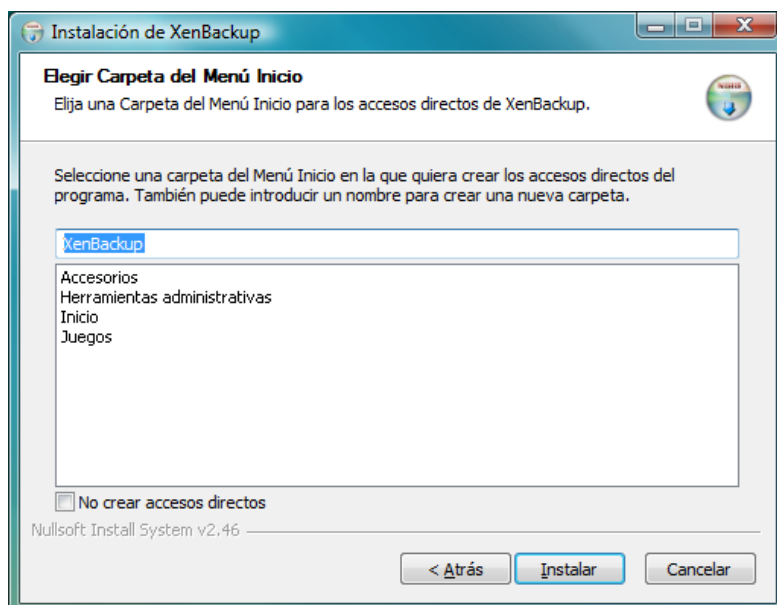 Instalación de XenBackup
Elegir Carpeta del Menú Inicio
Elija una Carpeta del Menú Inicio para los accesos directos de XenBackup.
Seleccione una carpeta del Menú Inicio en la que quiera crear los accesos directos del
programa. También puede introducir un nombre para crear una nueva carpeta.
XenBackup
Accesorios
Herramientas administrativas
Inicio
Juegos
No crear accesos directos
Nullsoft Install System v2.46
< Atrás
Instalar
Cancelar